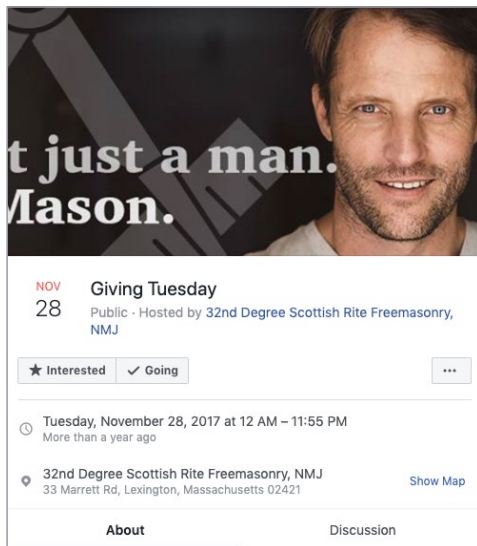 t just a man.
Mason.
NOV
28
Giving Tuesday
Public · Hosted by 32nd Degree Scottish Rite Freemasonry,
NMJ
★ Interested
✓ Going
...
Tuesday, November 28, 2017 at 12 AM – 11:55 PM
More than a year ago
32nd Degree Scottish Rite Freemasonry, NMJ
33 Marrett Rd, Lexington, Massachusetts 02421
Show Map
About
Discussion